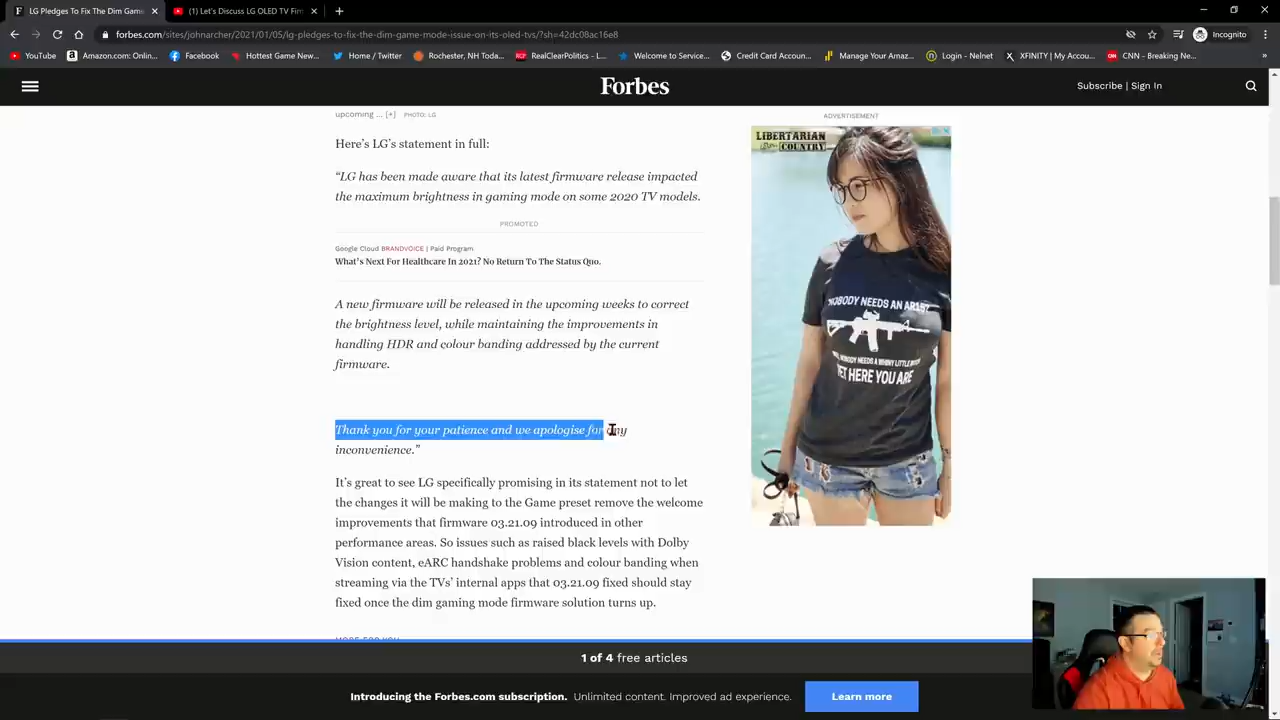 LG Pledges To Fix The Dim Game
(1) Let's Discuss LG OLED TV Firm
forbes.com/sites/johnarcher/2021/01/05/lg-pledges-to-fix-the-dim-game-mode-issue-on-its-oled-tvs/?sh=42dc08ac16e8
Incognito
YouTube
Amazon.com: Onlin...
Facebook
Hottest Game New...
Home / Twitter
Rochester, NH Toda...
RealClearPolitics -...
Welcome to Service...
Credit Card Accoun...
Manage Your Amaz...
Login - Nelnet
XFINITY | My Accou...
CNN - Breaking Ne...
Forbes
Subscribe | Sign In
upcoming ... [+] PHOTO: LG
Here's LG's statement in full:
“LG has been made aware that its latest firmware release impacted
the maximum brightness in gaming mode on some 2020 TV models.
PROMOTED
Google Cloud BRANDVOICE | Paid Program
What's Next For Healthcare In 2021? No Return To The Status Quo.
A new firmware will be released in the upcoming weeks to correct
the brightness level, while maintaining the improvements in
handling HDR and colour banding addressed by the current
firmware.
Thank you for your patience and we apologise for any
inconvenience.”
It's great to see LG specifically promising in its statement not to let
the changes it will be making to the Game preset remove the welcome
improvements that firmware 03.21.09 introduced in other
performance areas. So issues such as raised black levels with Dolby
Vision content, eARC handshake problems and colour banding when
streaming via the TVs' internal apps that 03.21.09 fixed should stay
fixed once the dim gaming mode firmware solution turns up.
MORE FOR YOU
ADVERTISEMENT
LIBERTARIAN
COUNTRY
"NOBODY NEEDS AN AR15?
NOBODY NEEDS A WHINY LITTLE
YET HERE YOU ARE
1 of 4 free articles
Introducing the Forbes.com subscription. Unlimited content. Improved ad experience.
Learn more